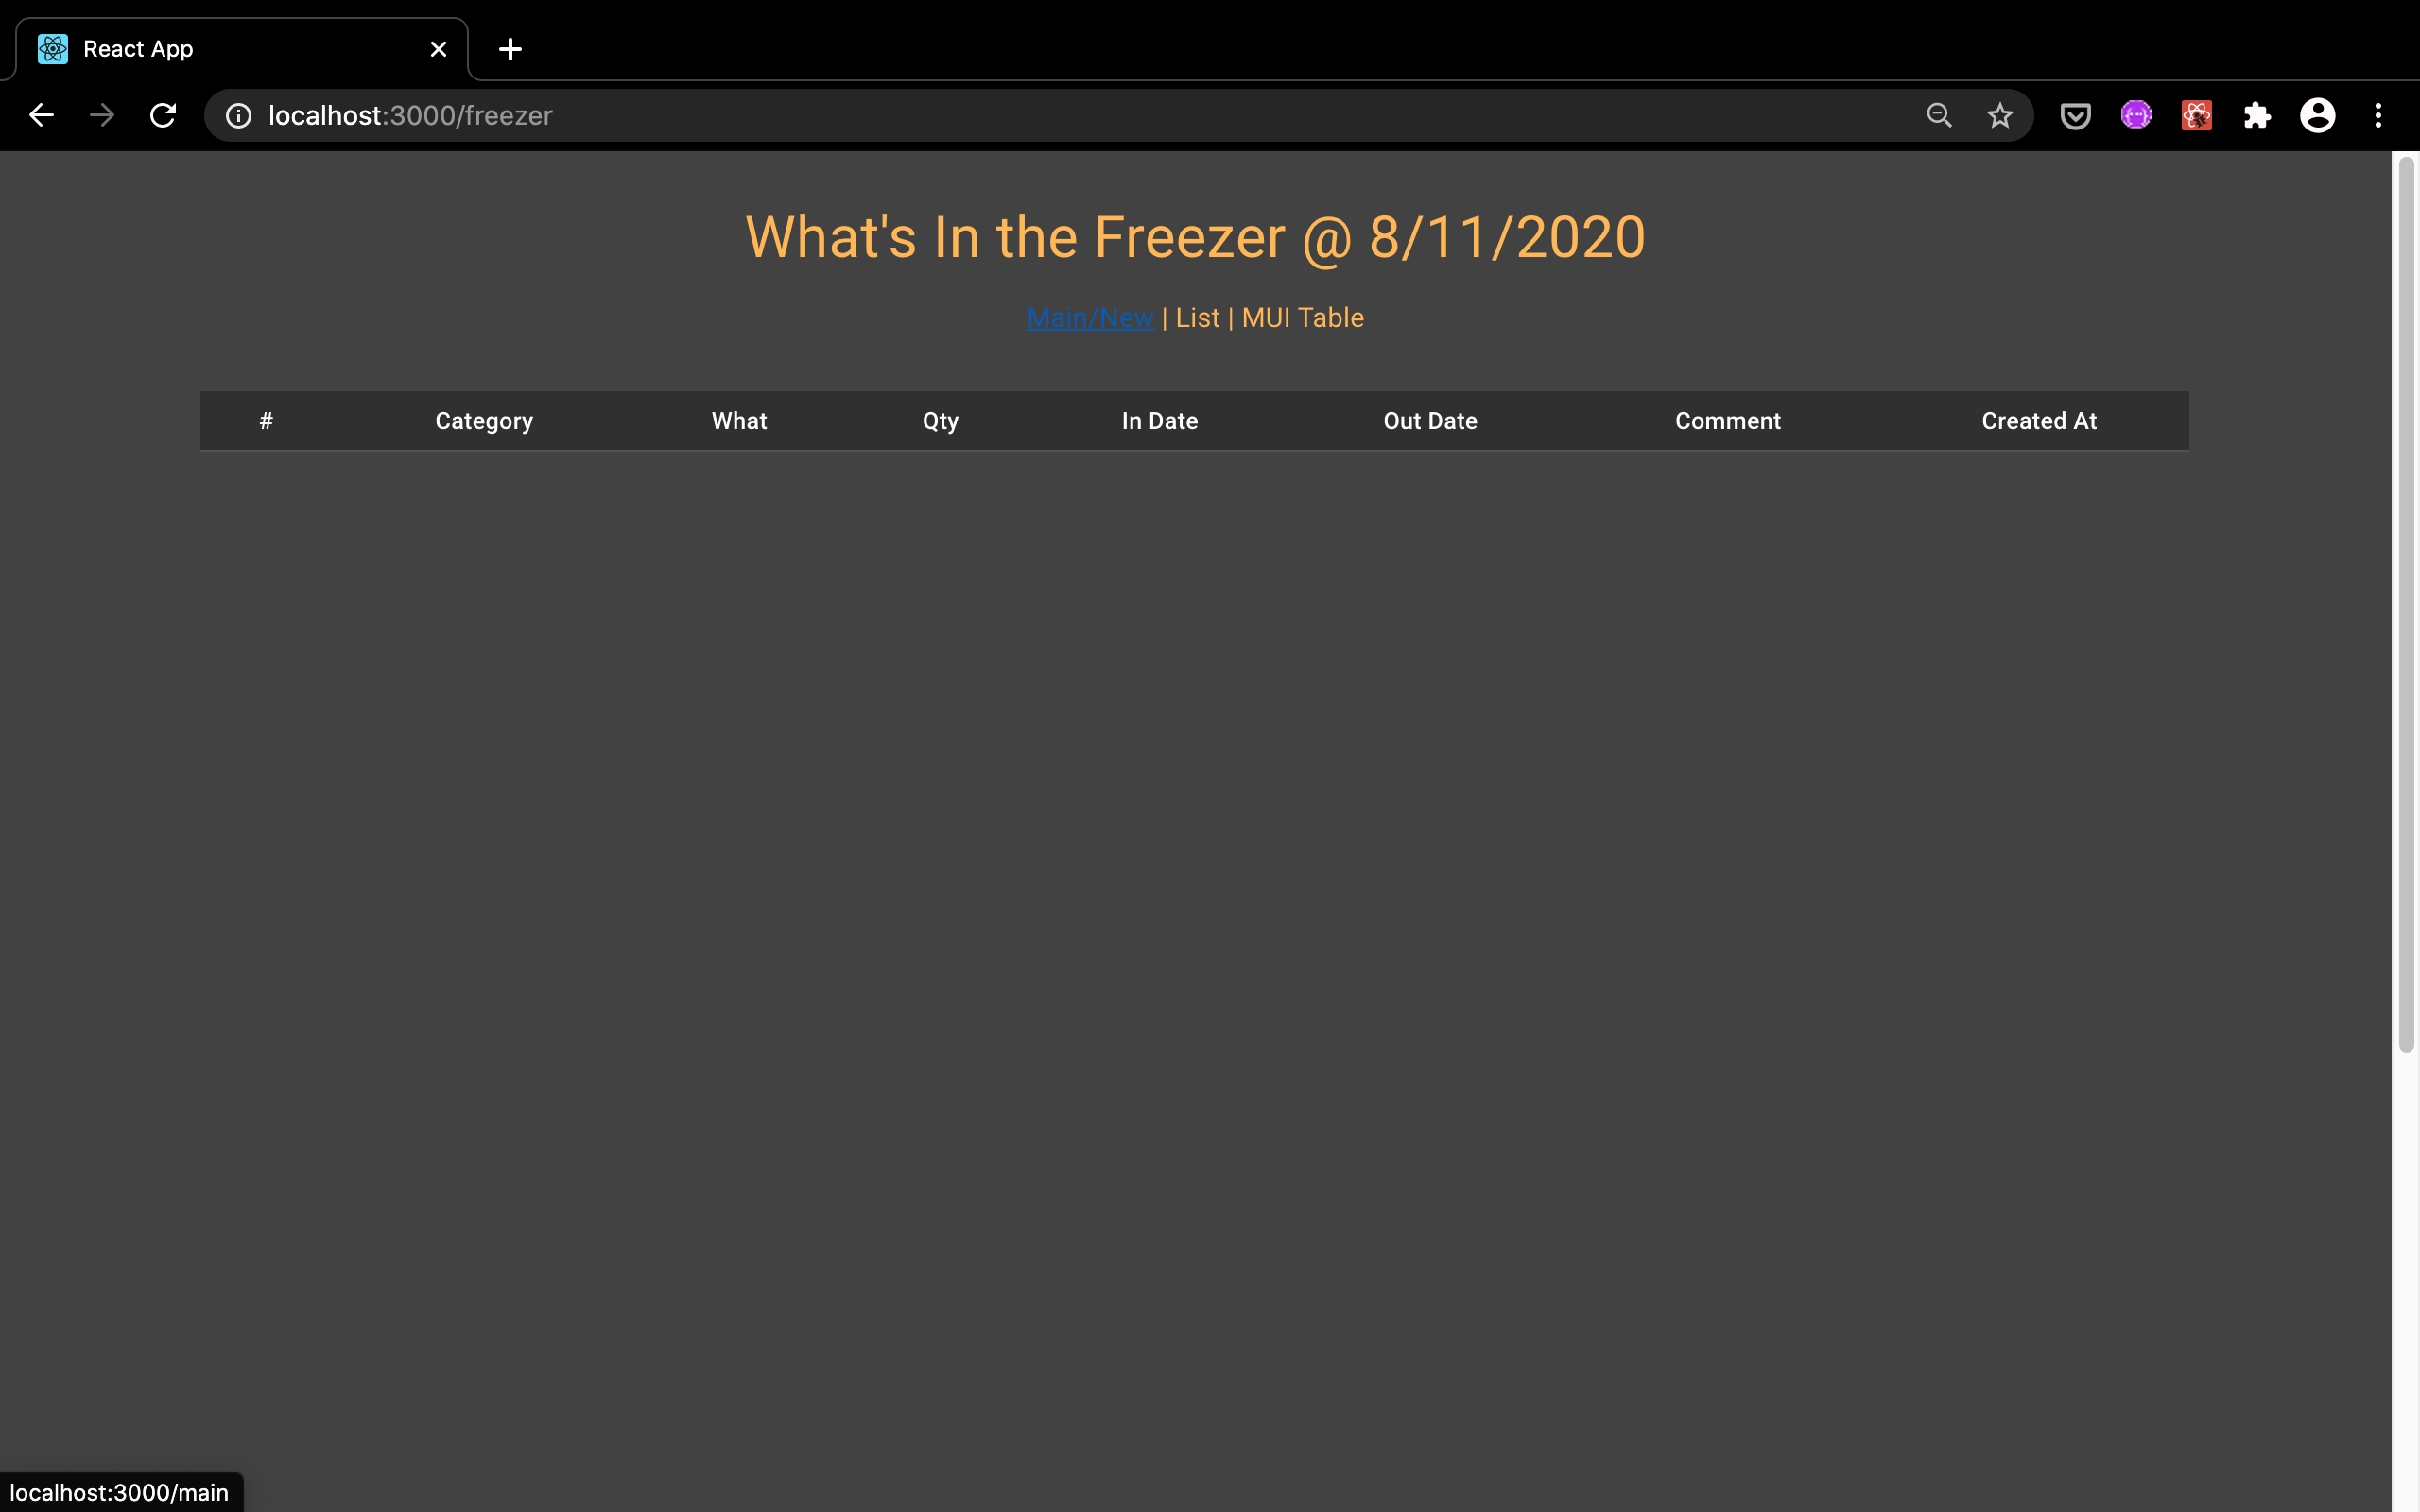 React App
localhost:3000/freezer
What's In the Freezer @ 8/11/2020
Main/New | List | MUI Table
# Category What Qty In Date Out Date Comment Created At
localhost:3000/main